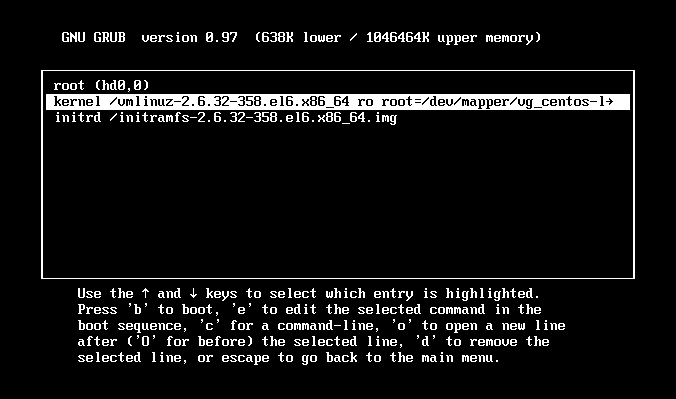 GNU GRUB  version 0.97  (638K lower / 1046464K upper memory)
root (hd0,0)
kernel /vmlinuz-2.6.32-358.el6.x86_64 ro root=/dev/mapper/vg_centos-l→
initrd /initramfs-2.6.32-358.el6.x86_64.img
Use the ↑ and ↓ keys to select which entry is highlighted.
Press 'b' to boot, 'e' to edit the selected command in the
boot sequence, 'c' for a command-line, 'o' to open a new line
after ('O' for before) the selected line, 'd' to remove the
selected line, or escape to go back to the main menu.